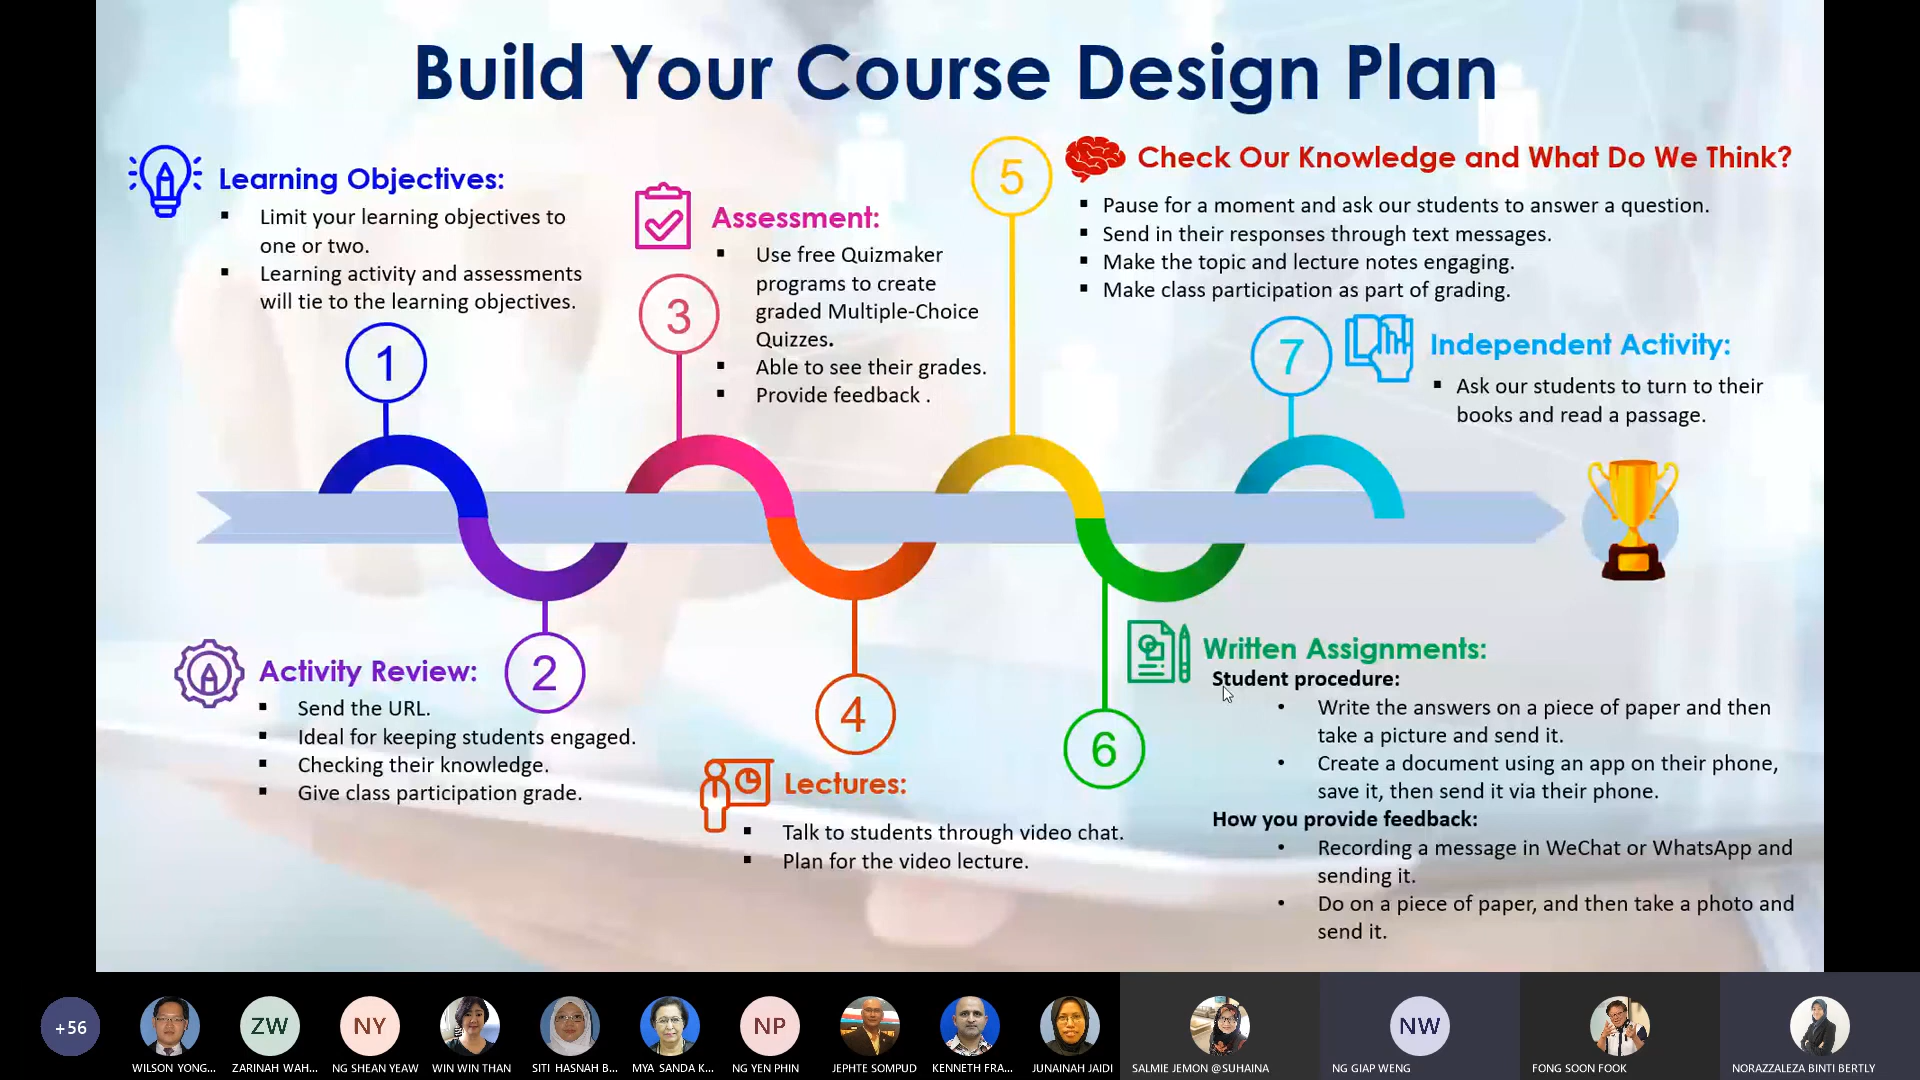 Build Your Course Design Plan
Learning Objectives:
▪ Limit your learning objectives to
one or two.
▪ Learning activity and assessments
will tie to the learning objectives.
1
Activity Review:
2
▪ Send the URL.
▪ Ideal for keeping students engaged.
▪ Checking their knowledge.
▪ Give class participation grade.
Assessment:
3
▪ Use free Quizmaker
programs to create
graded Multiple-Choice
Quizzes.
▪ Able to see their grades.
▪ Provide feedback .
4
Lectures:
▪ Talk to students through video chat.
▪ Plan for the video lecture.
5
Check Our Knowledge and What Do We Think?
▪ Pause for a moment and ask our students to answer a question.
▪ Send in their responses through text messages.
▪ Make the topic and lecture notes engaging.
▪ Make class participation as part of grading.
6
Written Assignments:
Student procedure:
• Write the answers on a piece of paper and then
take a picture and send it.
• Create a document using an app on their phone,
save it, then send it via their phone.
How you provide feedback:
• Recording a message in WeChat or WhatsApp and
sending it.
• Do on a piece of paper, and then take a photo and
send it.
7
Independent Activity:
▪ Ask our students to turn to their
books and read a passage.
+56
WILSON YONG...
ZW
ZARINAH WAH...
NY
NG SHEAN YEAW
WIN WIN THAN
SITI HASNAH B...
MYA SANDA K...
NP
NG YEN PHIN
JEPHTE SOMPUD
KENNETH FRA...
JUNAINAH JAIDI
SALMIE JEMON @SUHAINA
NW
NG GIAP WENG
FONG SOON FOOK
NORAZZALEZA BINTI BERTLY